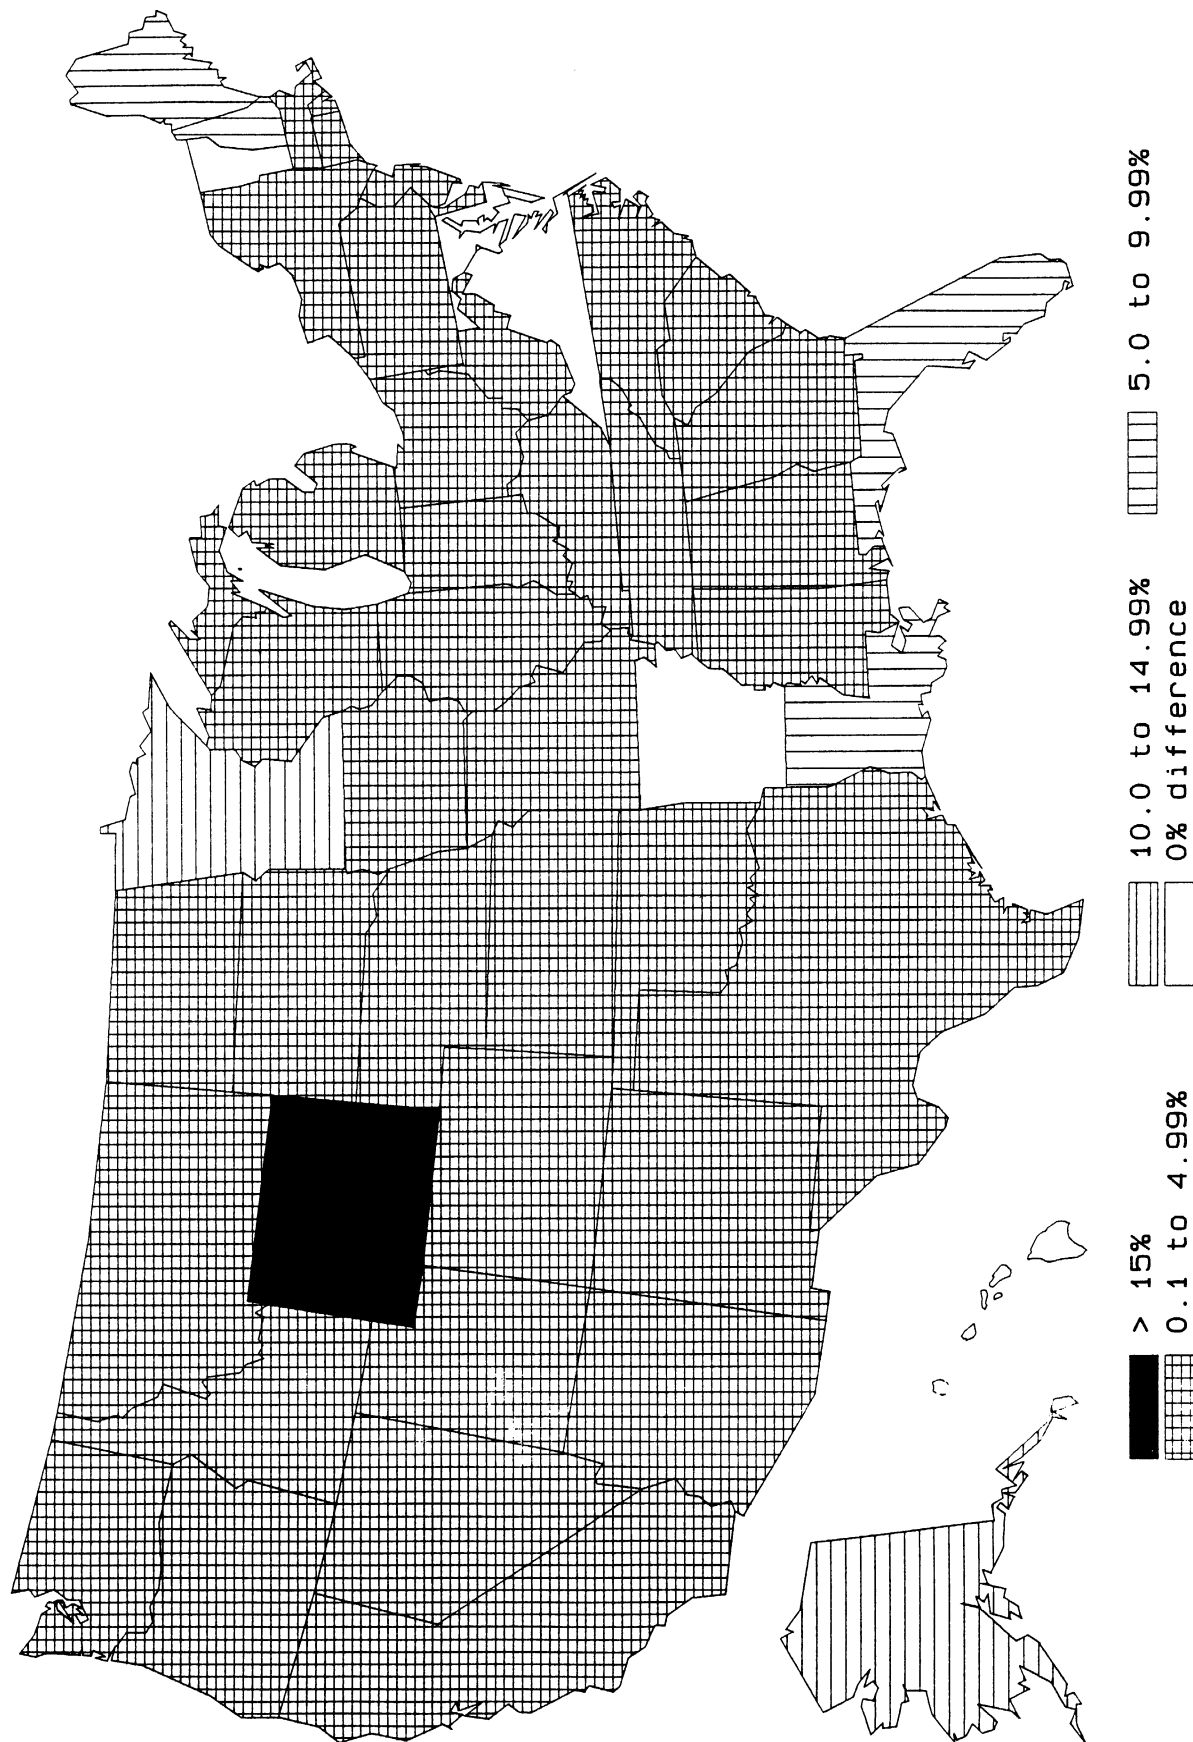 > 15%
10.0 to 14.99%
5.0 to 9.99%
0.1 to 4.99%
0% difference